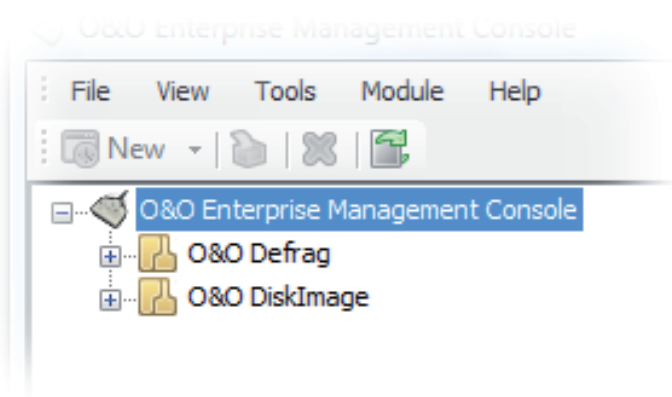 O&O Enterprise Management Console
File View Tools Module Help
New
O&O Enterprise Management Console
O&O Defrag
O&O DiskImage